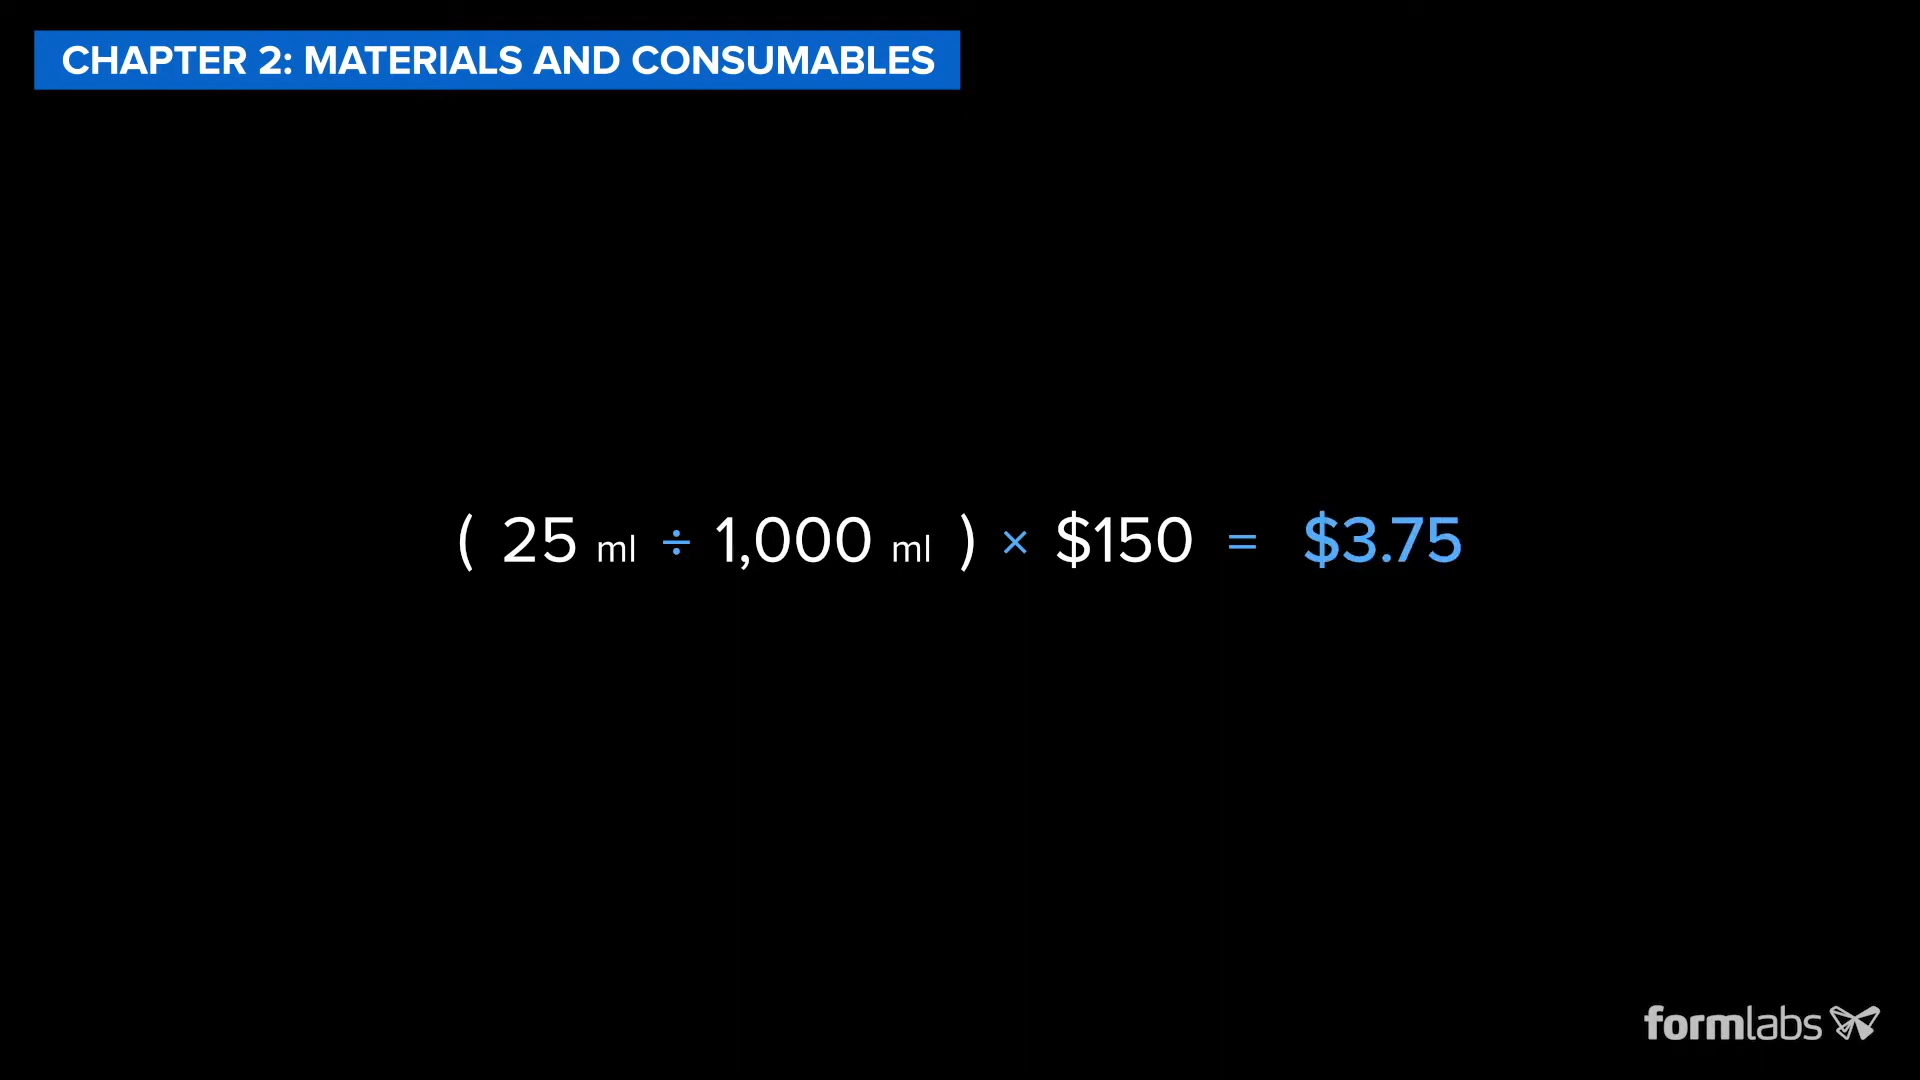 CHAPTER 2: MATERIALS AND CONSUMABLES
( 25 ml ÷ 1,000 ml ) × $150 = $3.75
formlabs